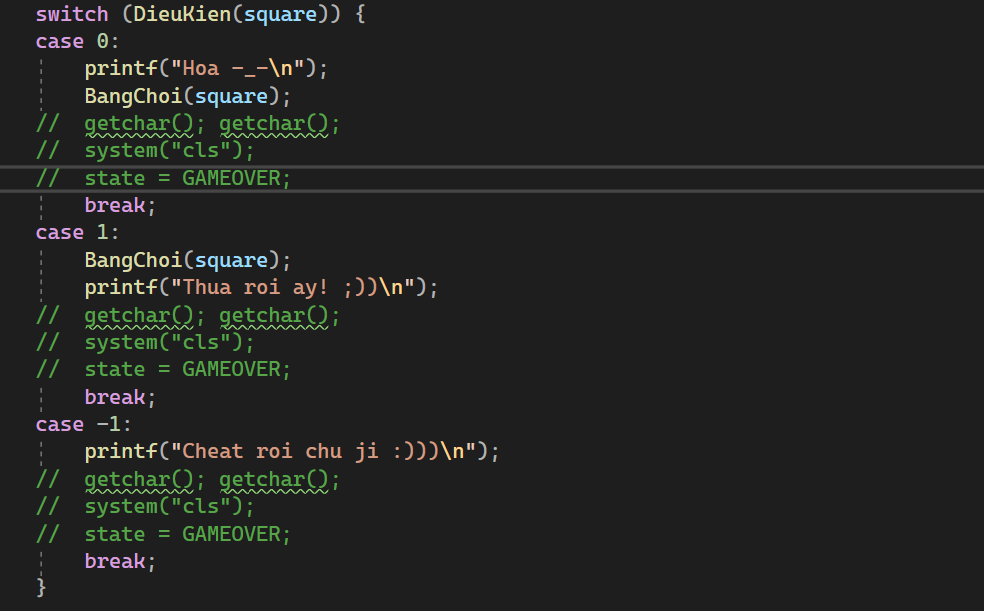 switch (DieuKien(square)) {
case 0:
    printf("Hoa -_-\n");
    BangChoi(square);
//  getchar(); getchar();
//  system("cls");
//  state = GAMEOVER;
    break;
case 1:
    BangChoi(square);
    printf("Thua roi ay! ;))\n");
//  getchar(); getchar();
//  system("cls");
//  state = GAMEOVER;
    break;
case -1:
    printf("Cheat roi chu ji :)))\n");
//  getchar(); getchar();
//  system("cls");
//  state = GAMEOVER;
    break;
}